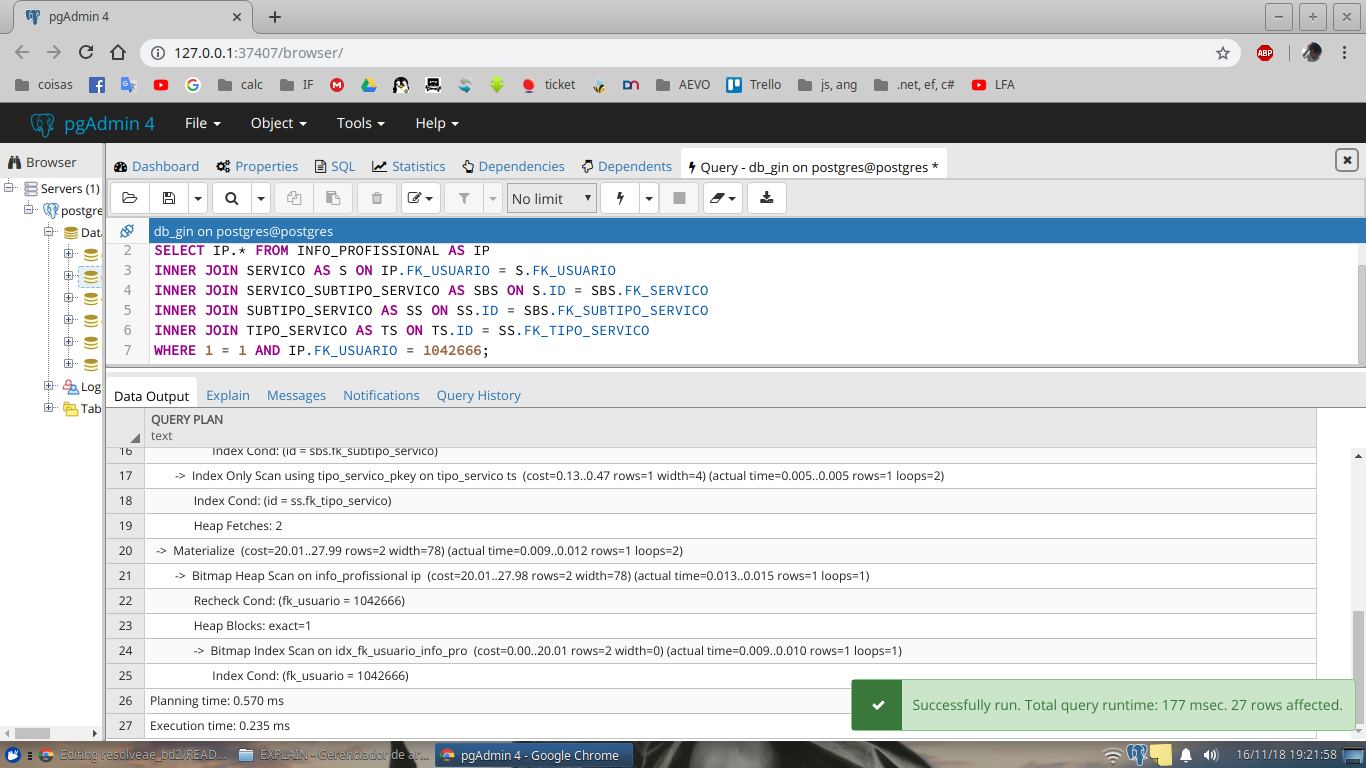 pgAdmin 4
127.0.0.1:37407/browser/
ABP
coisas
calc
IF
ticket
AEVO
Trello
js, ang
.net, ef, c#
LFA
pgAdmin 4 File Object Tools Help
Browser
Dashboard Properties SQL Statistics Dependencies Dependents Query - db_gin on postgres@postgres *
Servers (1)
postgre
Data
Log
Tab
No limit
db_gin on postgres@postgres
2 SELECT IP.* FROM INFO_PROFISSIONAL AS IP
3 INNER JOIN SERVICO AS S ON IP.FK_USUARIO = S.FK_USUARIO
4 INNER JOIN SERVICO_SUBTIPO_SERVICO AS SBS ON S.ID = SBS.FK_SERVICO
5 INNER JOIN SUBTIPO_SERVICO AS SS ON SS.ID = SBS.FK_SUBTIPO_SERVICO
6 INNER JOIN TIPO_SERVICO AS TS ON TS.ID = SS.FK_TIPO_SERVICO
7 WHERE 1 = 1 AND IP.FK_USUARIO = 1042666;
Data Output Explain Messages Notifications Query History
QUERY PLAN
text
16 Index Cond: (id = sbs.fk_subtipo_servico)
17 -> Index Only Scan using tipo_servico_pkey on tipo_servico ts (cost=0.13..0.47 rows=1 width=4) (actual time=0.005..0.005 rows=1 loops=2)
18 Index Cond: (id = ss.fk_tipo_servico)
19 Heap Fetches: 2
20 -> Materialize (cost=20.01..27.99 rows=2 width=78) (actual time=0.009..0.012 rows=1 loops=2)
21 -> Bitmap Heap Scan on info_profissional ip (cost=20.01..27.98 rows=2 width=78) (actual time=0.013..0.015 rows=1 loops=1)
22 Recheck Cond: (fk_usuario = 1042666)
23 Heap Blocks: exact=1
24 -> Bitmap Index Scan on idx_fk_usuario_info_pro (cost=0.00..20.01 rows=2 width=0) (actual time=0.009..0.010 rows=1 loops=1)
25 Index Cond: (fk_usuario = 1042666)
26 Planning time: 0.570 ms
27 Execution time: 0.235 ms
Successfully run. Total query runtime: 177 msec. 27 rows affected.
Editing resolveae_bd2/READ...
EXPLAIN - Gerenciador de ar...
pgAdmin 4 - Google Chrome
16/11/18 19:21:58